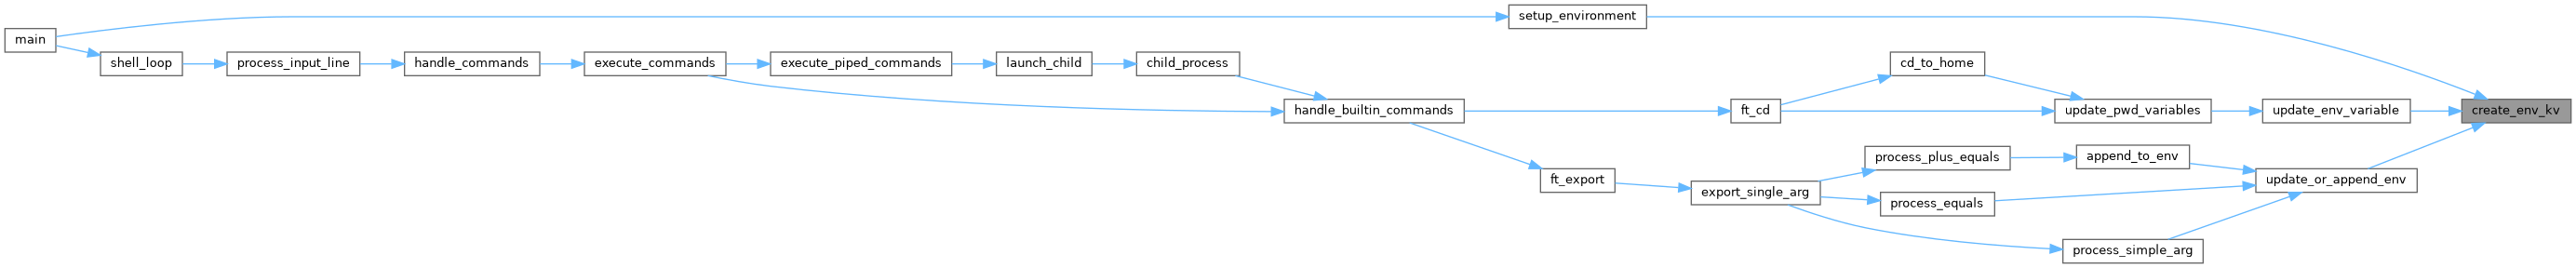 main
shell_loop
process_input_line
handle_commands
execute_commands
execute_piped_commands
launch_child
child_process
handle_builtin_commands
setup_environment
ft_cd
cd_to_home
update_pwd_variables
update_env_variable
create_env_kv
ft_export
export_single_arg
process_plus_equals
append_to_env
process_equals
update_or_append_env
process_simple_arg